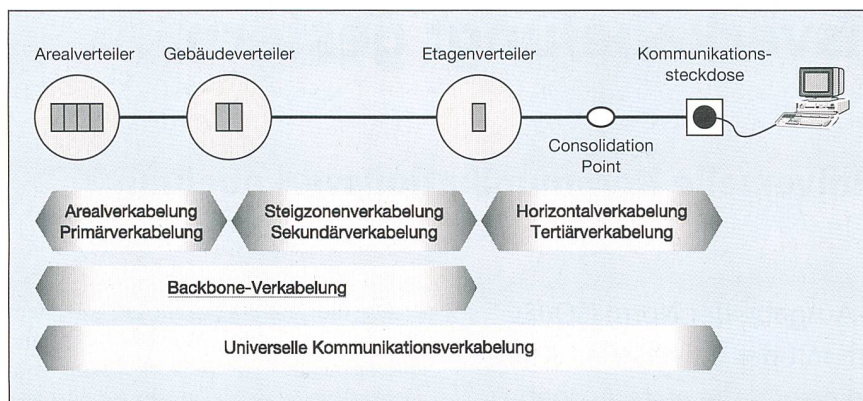 Arealverteiler
Gebäudeverteiler
Etagenverteiler
Kommunikations-
steckdose
Consolidation
Point
Arealverkabelung
Primärverkabelung
Steigzonenverkabelung
Sekundärverkabelung
Horizontalverkabelung
Tertiärverkabelung
Backbone-Verkabelung
Universelle Kommunikationsverkabelung